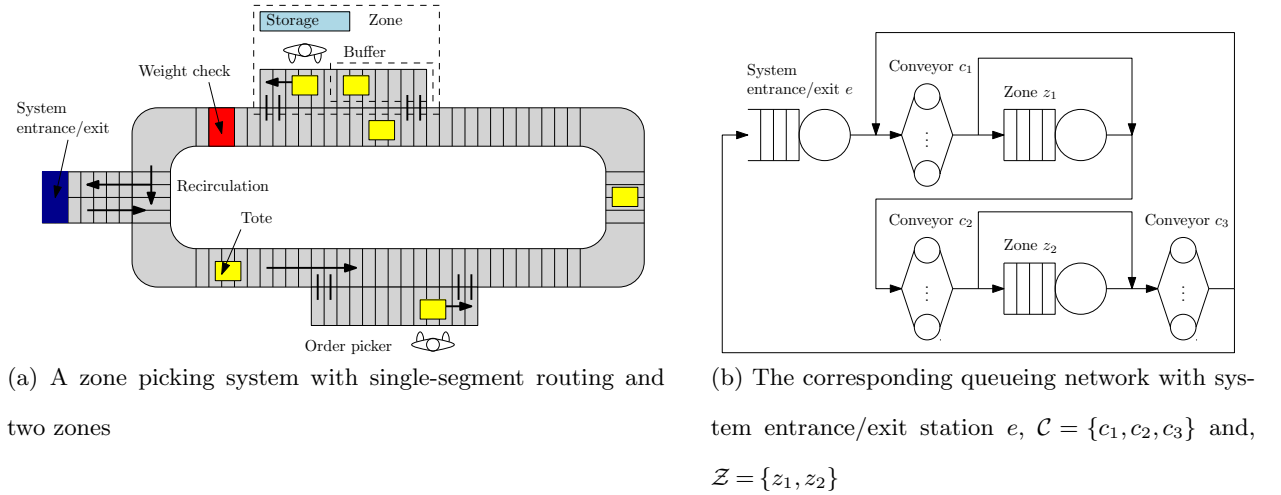 Storage
Zone
Buffer
Weight check
System
entrance/exit
Recirculation
Tote
Order picker
(a) A zone picking system with single-segment routing and
two zones
System
entrance/exit e
Conveyor c₁
Zone z₁
Conveyor c₂
Zone z₂
Conveyor c₃
(b) The corresponding queueing network with sys-
tem entrance/exit station e, 𝒞 = {c₁, c₂, c₃} and,
𝒵 = {z₁, z₂}